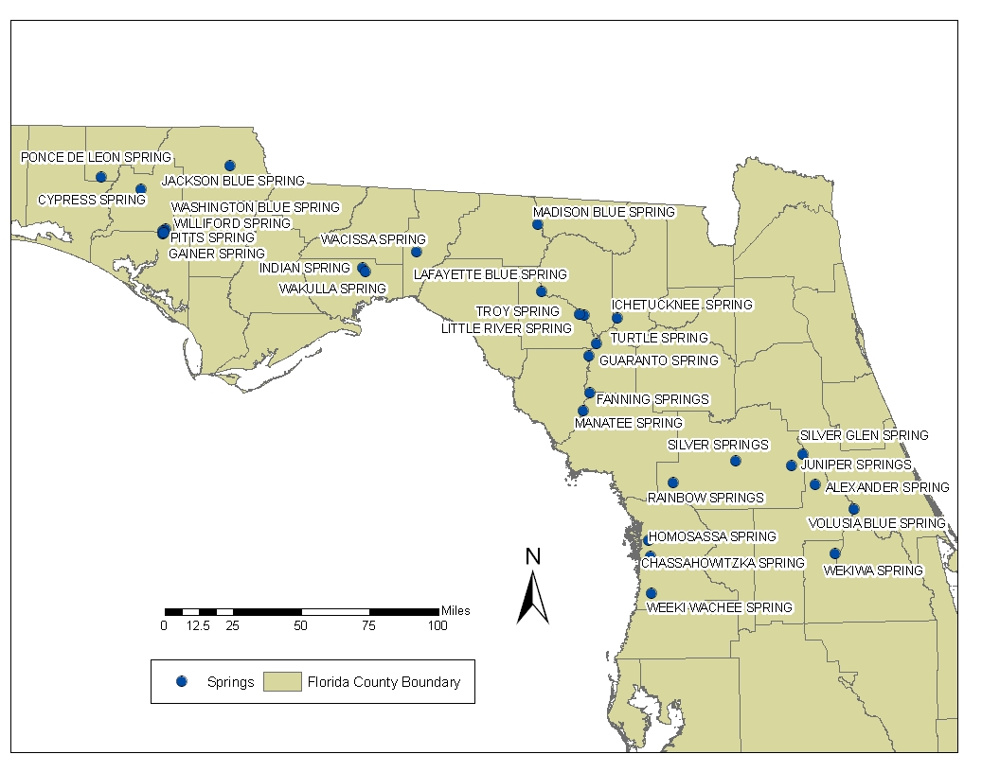 PONCE DE LEON SPRING
JACKSON BLUE SPRING
CYPRESS SPRING
WASHINGTON BLUE SPRING
WILLIFORD SPRING
PITTS SPRING
GAINER SPRING
WACISSA SPRING
INDIAN SPRING
WAKULLA SPRING
MADISON BLUE SPRING
LAFAYETTE BLUE SPRING
TROY SPRING
ICHETUCKNEE SPRING
LITTLE RIVER SPRING
TURTLE SPRING
GUARANTO SPRING
FANNING SPRINGS
MANATEE SPRING
SILVER GLEN SPRING
SILVER SPRINGS
JUNIPER SPRINGS
ALEXANDER SPRING
RAINBOW SPRINGS
VOLUSIA BLUE SPRING
HOMOSASSA SPRING
CHASSAHOWITZKA SPRING
WEKIWA SPRING
WEEKI WACHEE SPRING
N
Miles
0 12.5 25 50 75 100
Springs Florida County Boundary